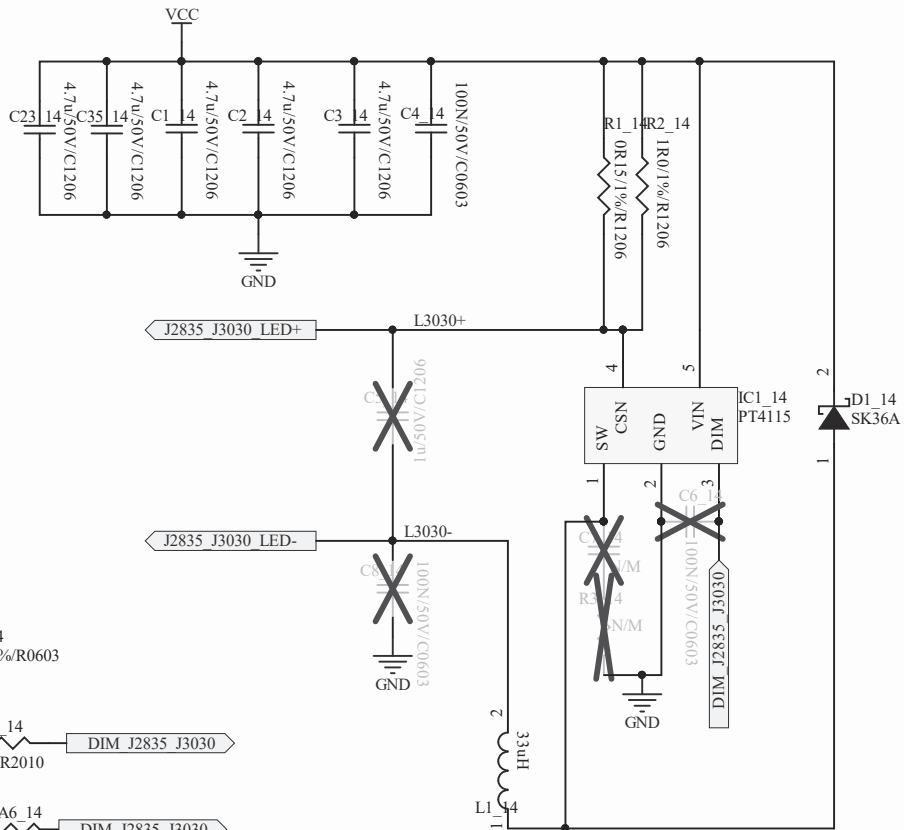 VCC
C23_14
4.7u/50V/C1206
C35_14
4.7u/50V/C1206
C1_14
4.7u/50V/C1206
C2_14
4.7u/50V/C1206
C3_14
4.7u/50V/C1206
C4_14
100N/50V/C0603
GND
R1_14
0R15/1%/R1206
R2_14
1R0/1%/R1206
J2835_J3030_LED+
L3030+
4
5
SW
CSN
GND
VIN
DIM
IC1_14
PT4115
2
D1_14
SK36A
1
1u/50V/C1206
1
2
3
C6_14
100N/50V/C0603
J2835_J3030_LED-
L3030-
100N/50V/C0603
N/M
N/M
DIM_J2835_J3030
GND
GND
4
%/R0603
2
33uH
L1_14
1
_14
R2010
DIM_J2835_J3030
A6_14
DIM_J2835_J3030